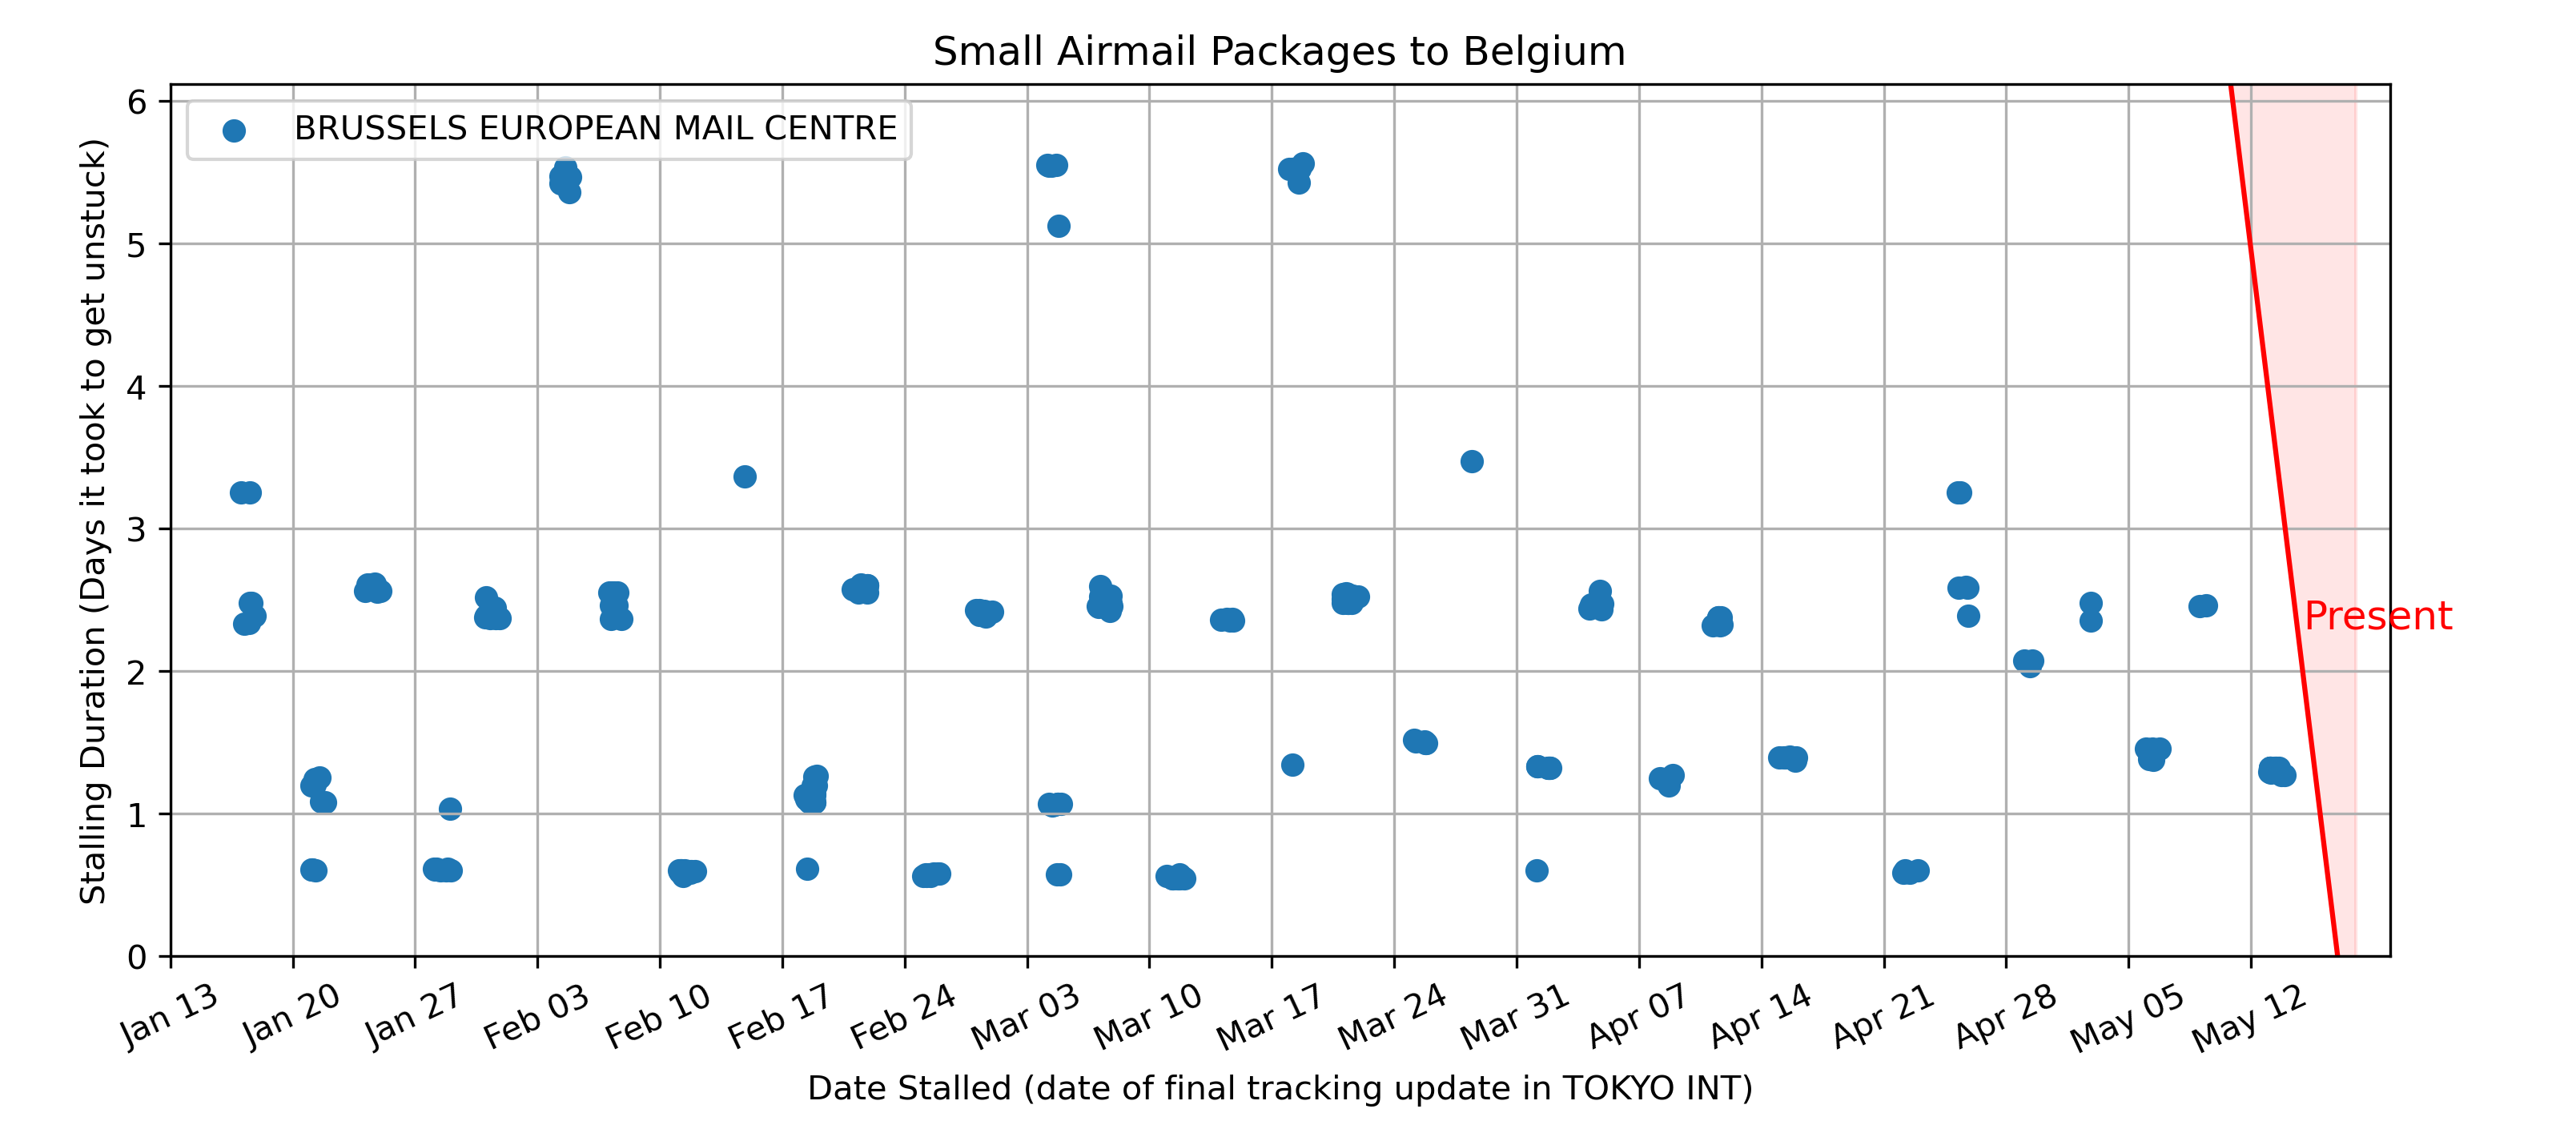 Small Airmail Packages to Belgium
BRUSSELS EUROPEAN MAIL CENTRE
Stalling Duration (Days it took to get unstuck)
6
5
4
3
2
1
0
Present
Jan 13
Jan 20
Jan 27
Feb 03
Feb 10
Feb 17
Feb 24
Mar 03
Mar 10
Mar 17
Mar 24
Mar 31
Apr 07
Apr 14
Apr 21
Apr 28
May 05
May 12
Date Stalled (date of final tracking update in TOKYO INT)